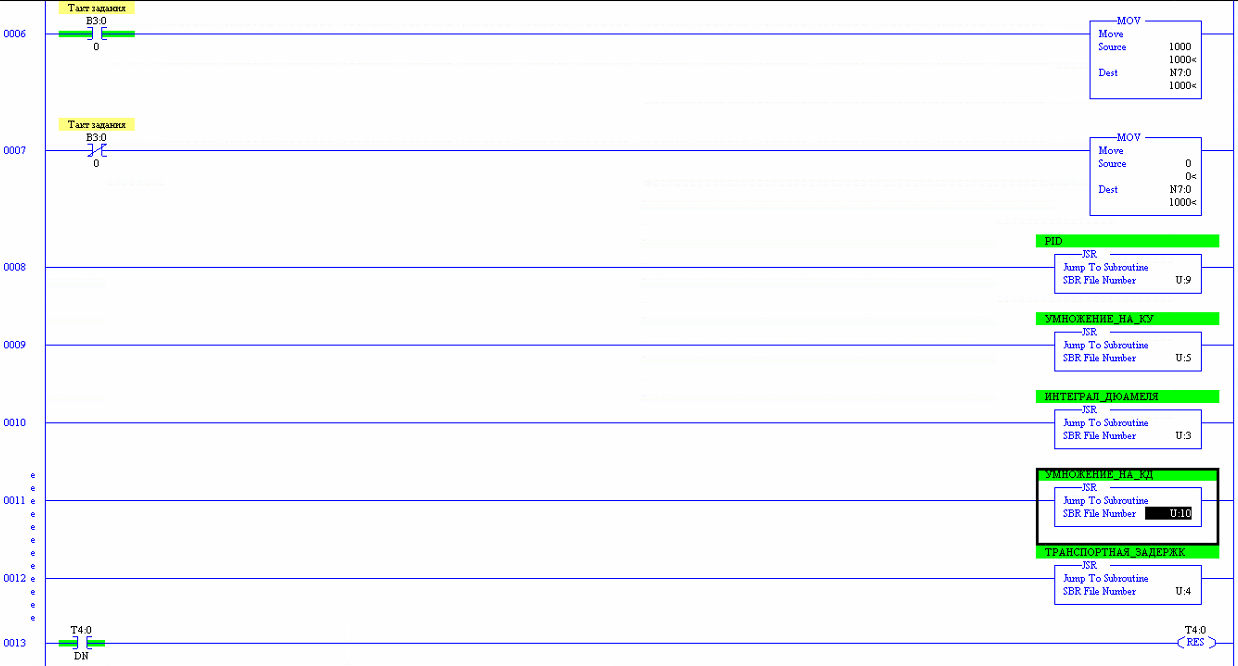 Такт задания
B3:0
0006
0
MOV
Move
Source 1000
1000<
Dest N7:0
1000<
Такт задания
B3:0
0007
0
MOV
Move
Source 0
0<
Dest N7:0
1000<
PID
JSR
0008
Jump To Subroutine
SBR File Number U:9
УМНОЖЕНИЕ_НА_КУ
JSR
0009
Jump To Subroutine
SBR File Number U:5
ИНТЕГРАЛ_ДЮАМЕЛЯ
JSR
0010
Jump To Subroutine
SBR File Number U:3
e
УМНОЖЕНИЕ_НА_КД
e
JSR
0011 e
Jump To Subroutine
e
SBR File Number U:10
e
e
e
ТРАНСПОРТНАЯ_ЗАДЕРЖК
e
JSR
0012 e
Jump To Subroutine
e
SBR File Number U:4
e
e
T4:0
T4:0
0013
RES
DN